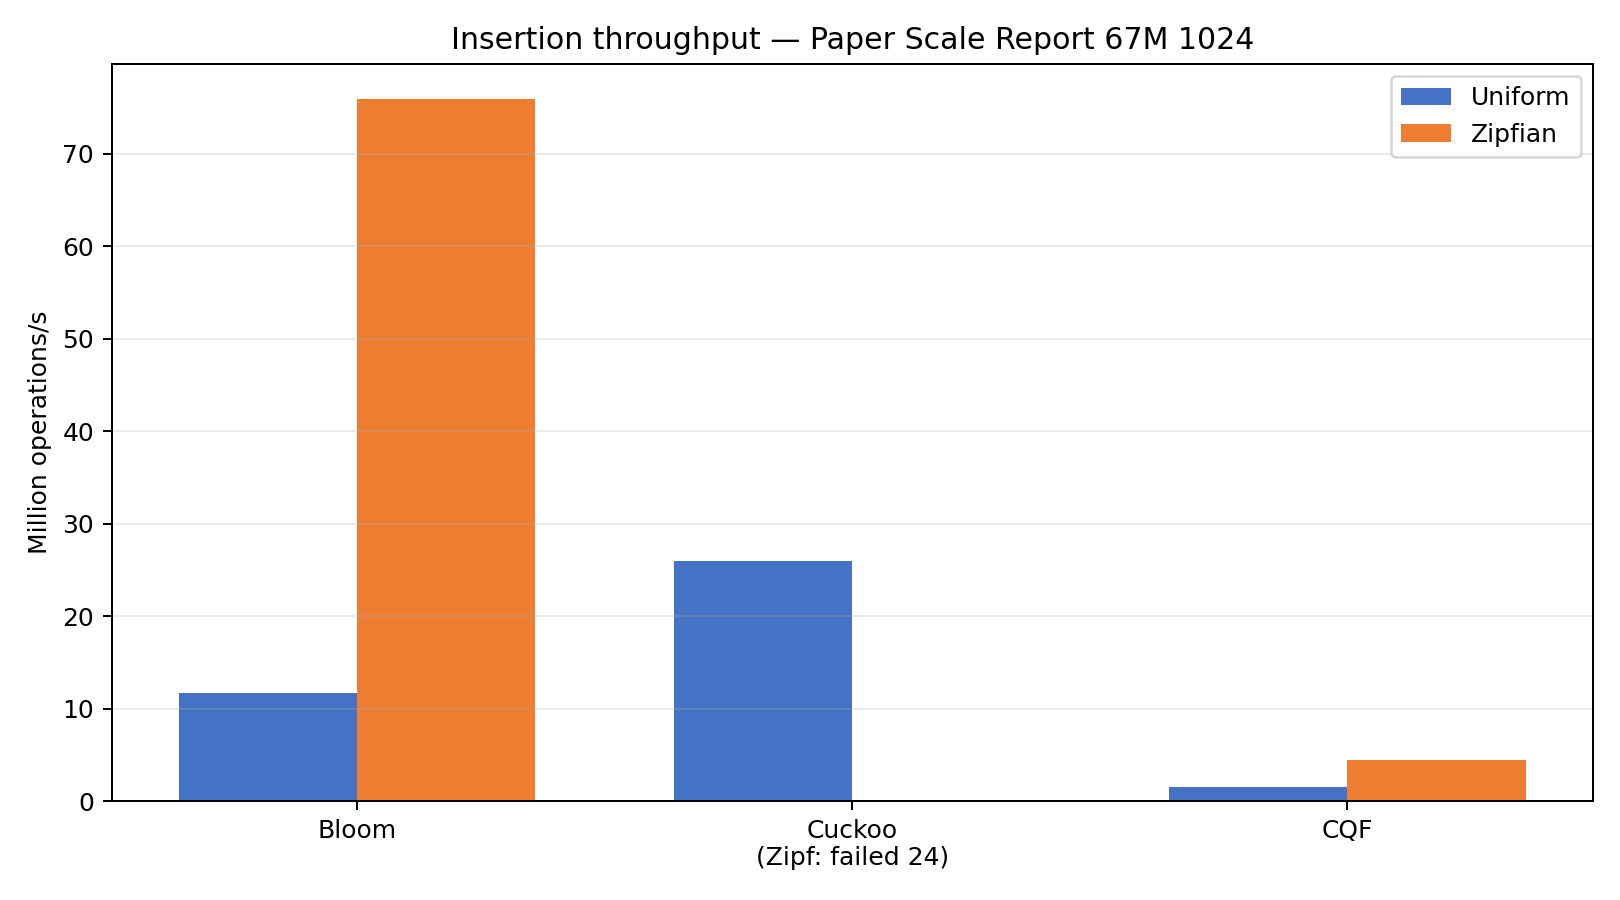 Insertion throughput — Paper Scale Report 67M 1024
Uniform
Zipfian
Million operations/s
70
60
50
40
30
20
10
0
Bloom
Cuckoo
(Zipf: failed 24)
CQF